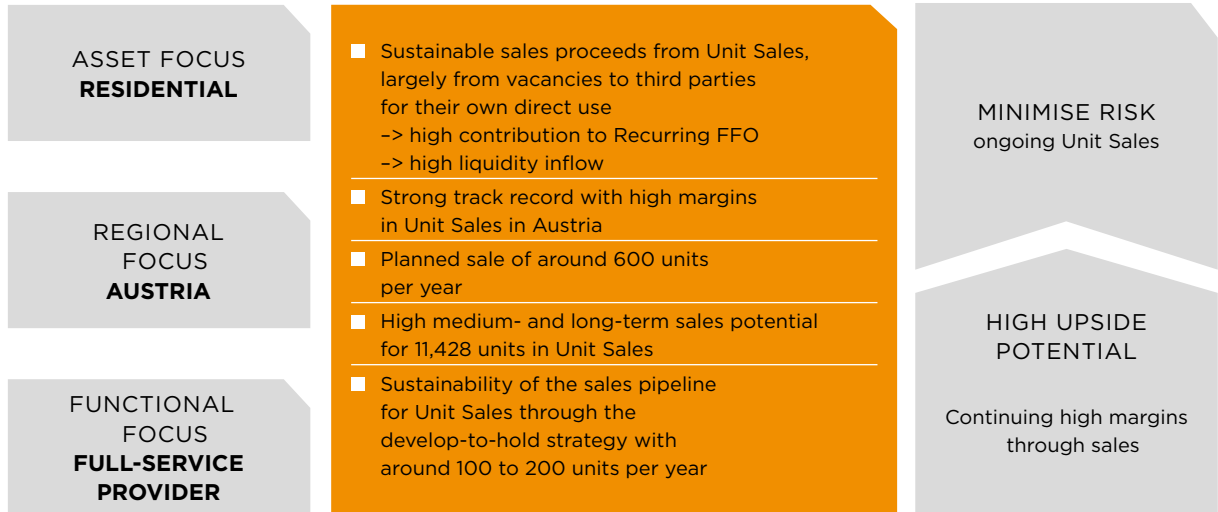 ASSET FOCUS
RESIDENTIAL
REGIONAL
FOCUS
AUSTRIA
FUNCTIONAL
FOCUS
FULL-SERVICE
PROVIDER
Sustainable sales proceeds from Unit Sales,
largely from vacancies to third parties
for their own direct use
–> high contribution to Recurring FFO
–> high liquidity inflow
Strong track record with high margins
in Unit Sales in Austria
Planned sale of around 600 units
per year
High medium- and long-term sales potential
for 11,428 units in Unit Sales
Sustainability of the sales pipeline
for Unit Sales through the
develop-to-hold strategy with
around 100 to 200 units per year
MINIMISE RISK
ongoing Unit Sales
HIGH UPSIDE
POTENTIAL
Continuing high margins
through sales